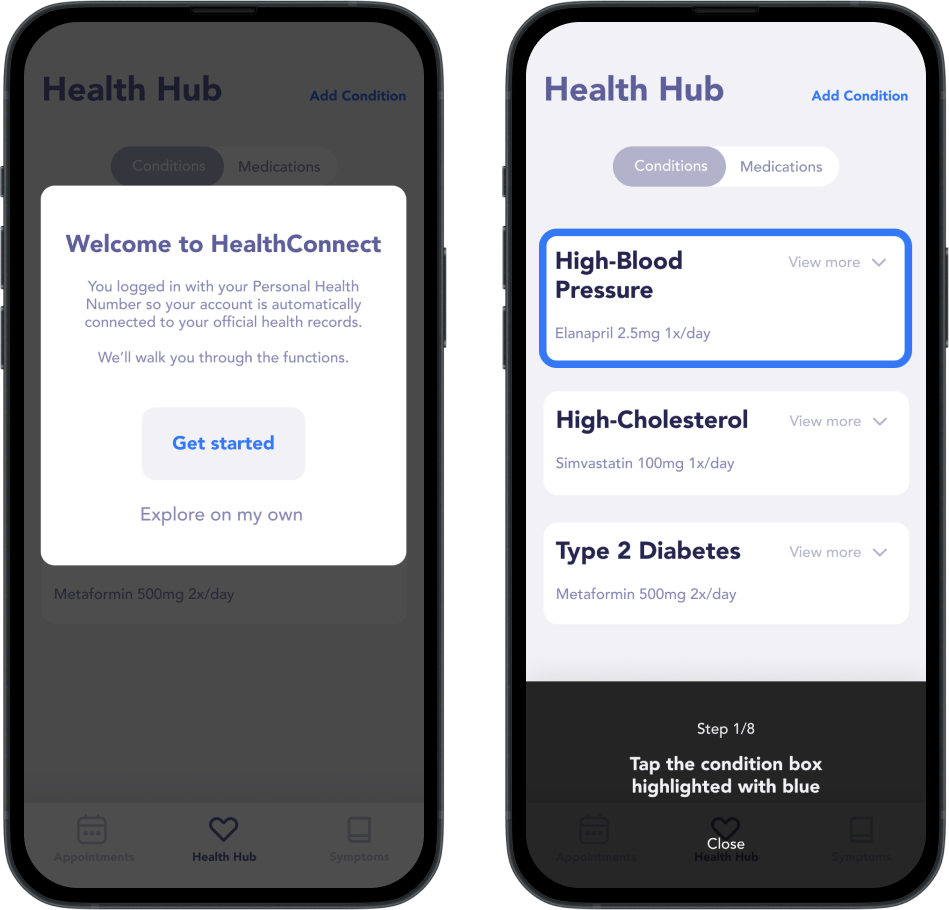 Health Hub
Add Condition
Conditions
Medications
Welcome to HealthConnect
You logged in with your Personal Health
Number so your account is automatically
connected to your official health records.
We’ll walk you through the functions.
Get started
Explore on my own
Metaformin 500mg 2x/day
Appointments
Health Hub
Symptoms
Health Hub
Add Condition
Conditions
Medications
High-Blood
Pressure
View more
Elanapril 2.5mg 1x/day
High-Cholesterol
View more
Simvastatin 100mg 1x/day
Type 2 Diabetes
View more
Metaformin 500mg 2x/day
Step 1/8
Tap the condition box
highlighted with blue
Close
Appointments
Health Hub
Symptoms